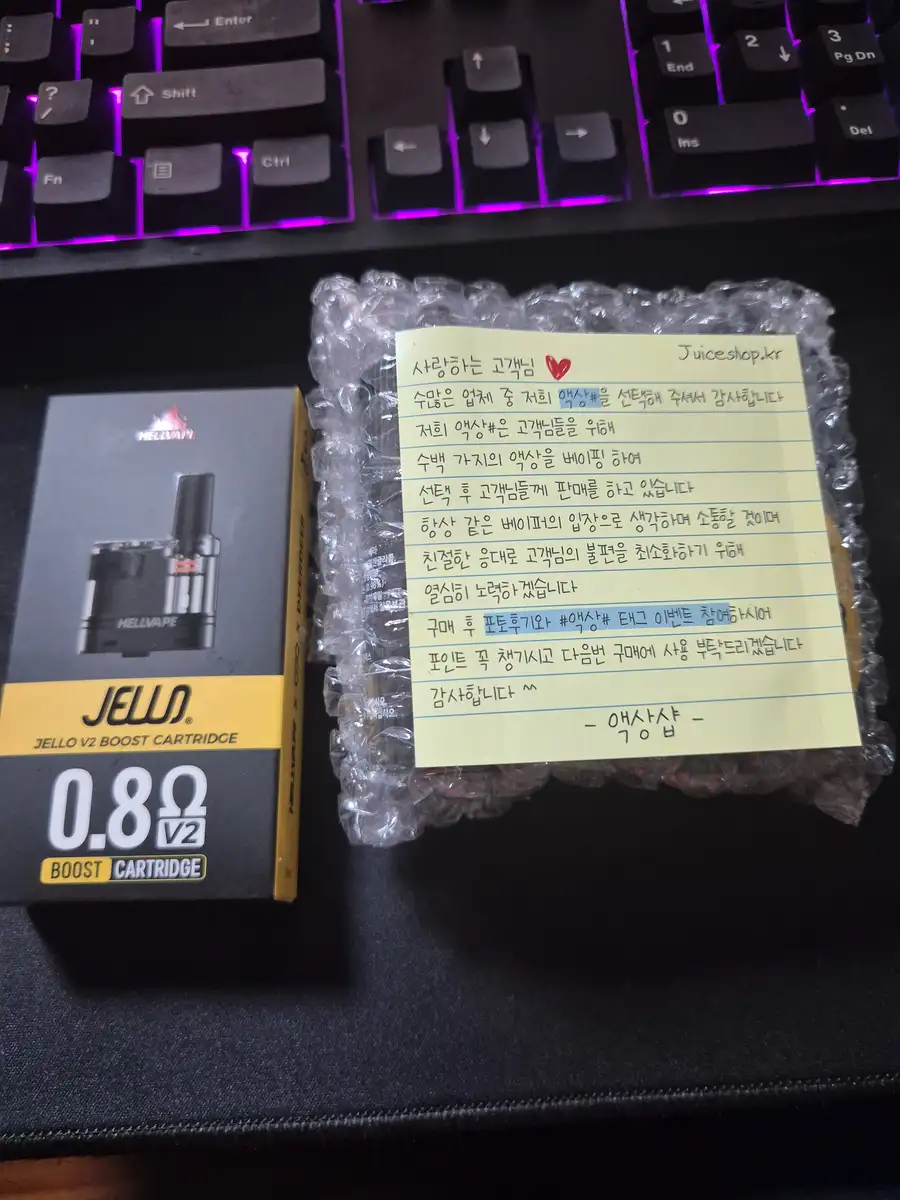 Enter
Shift
Fn
Ctrl
1
End
2
3
Pg Dn
0
Ins
.
Del
?
/
;
"
'
↑
←
↓
→
HELLVAPE
HELLVAPE
JELLO®
JELLO V2 BOOST CARTRIDGE
0.8Ω
V2
BOOST CARTRIDGE
Juiceshop.kr
사랑하는 고객님 ♥
수많은 업체 중 저희 액상#을 선택해 주셔서 감사합니다
저희 액상#은 고객님들을 위해
수백 가지의 액상을 베이핑 하여
선택 후 고객님들께 판매를 하고 있습니다
항상 같은 베이퍼의 입장으로 생각하며 소통할 것이며
친절한 응대로 고객님의 불편을 최소화하기 위해
열심히 노력하겠습니다
구매 후 포토후기와 #액상# 태그 이벤트 참여하시어
포인트 꼭 챙기시고 다음번 구매에 사용 부탁드리겠습니다
감사합니다 ^^
- 액상샵 -